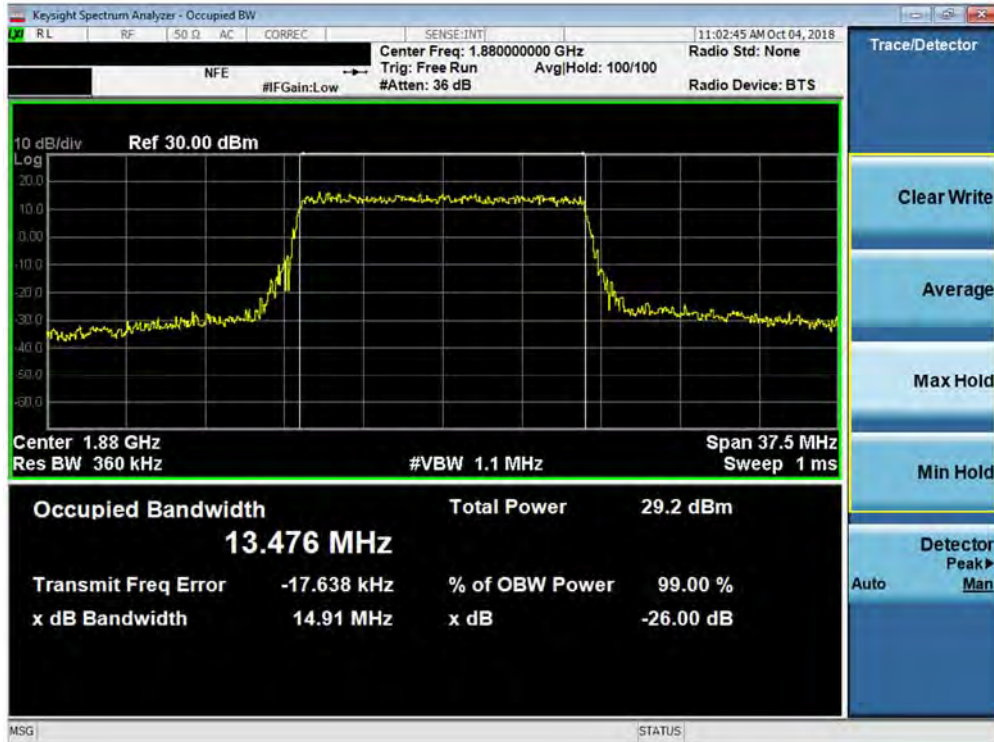 Keysight Spectrum Analyzer - Occupied BW
LXI RL RF 50 Ω AC CORREC SENSE:INT 11:02:45 AM Oct 04, 2018
Center Freq: 1.880000000 GHz Radio Std: None
NFE Trig: Free Run Avg|Hold: 100/100
#IFGain:Low #Atten: 36 dB Radio Device: BTS
Trace/Detector
10 dB/div Ref 30.00 dBm
Log
20.0
10.0
0.00
-10.0
-20.0
-30.0
-40.0
-50.0
-60.0
Center 1.88 GHz Span 37.5 MHz
Res BW 360 kHz #VBW 1.1 MHz Sweep 1 ms
Occupied Bandwidth Total Power 29.2 dBm
13.476 MHz
Transmit Freq Error -17.638 kHz % of OBW Power 99.00 %
x dB Bandwidth 14.91 MHz x dB -26.00 dB
Clear Write
Average
Max Hold
Min Hold
Detector
Peak▶
Auto Man
MSG STATUS